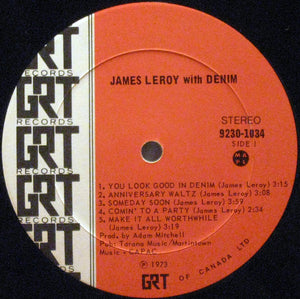 GRT
RECORDS
GRT
RECORDS
GRT
RECORDS
GRT
RECORDS
GRT
JAMES LEROY with DENIM
STEREO
9230-1034
SIDE 1
MAPL
1 YOU LOOK GOOD IN DENIM (James Leroy) 3:15
2 ANNIVERSARY WALTZ (James Leroy) 3:08
3 SOMEDAY SOON (James Leroy) 3:59
4 COMIN' TO A PARTY (James Leroy) 2:34
5 MAKE IT ALL WORTHWHILE
(James Leroy) 3:19
Prod. by Adam Mitchell
Pub: Tarana Music/Martintown
Music - CAPAC
℗ 1973
GRT OF CANADA LTD